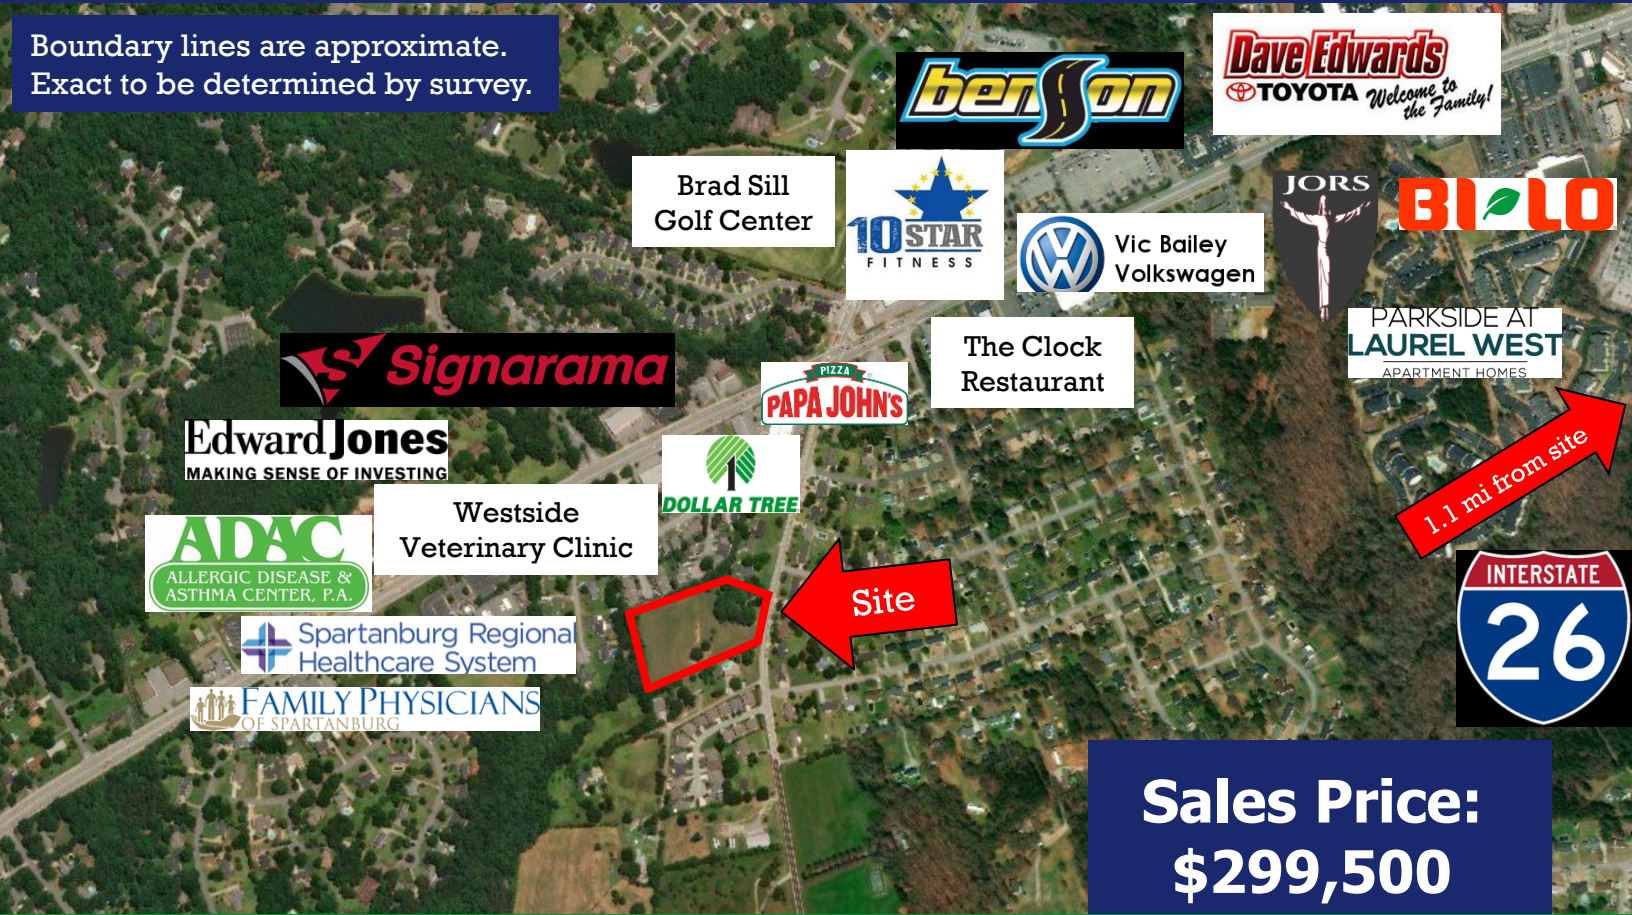 Boundary lines are approximate.
Exact to be determined by survey.
benson
Dave Edwards
TOYOTA Welcome to
the Family!
Brad Sill
Golf Center
10 STAR
FITNESS
Vic Bailey
Volkswagen
JORS
BI-LO
PARKSIDE AT
LAUREL WEST
APARTMENT HOMES
The Clock
Restaurant
Signarama
PIZZA
PAPA JOHN'S
1.1 mi from site
Edward Jones
MAKING SENSE OF INVESTING
DOLLAR TREE
Westside
Veterinary Clinic
ADAC
ALLERGIC DISEASE &
ASTHMA CENTER, P.A.
Site
INTERSTATE
26
Spartanburg Regional
Healthcare System
FAMILY PHYSICIANS
OF SPARTANBURG
Sales Price:
$299,500